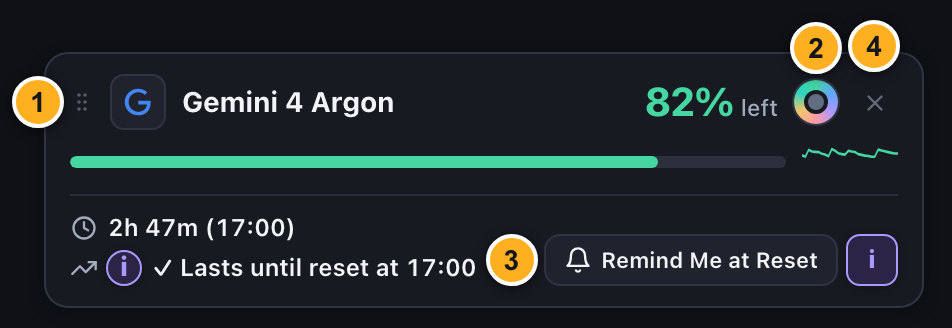 2 4
1 G Gemini 4 Argon 82% left
2h 47m (17:00)
i ✓ Lasts until reset at 17:00 3 Remind Me at Reset i